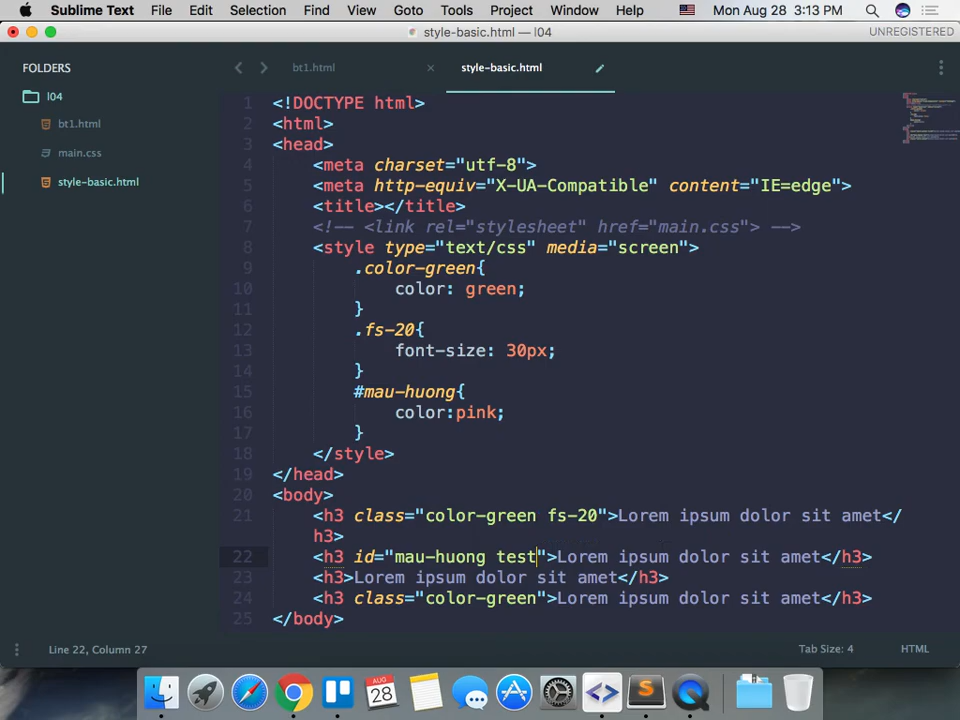 Sublime Text File Edit Selection Find View Goto Tools Project Window Help Mon Aug 28 3:13 PM
style-basic.html — l04 UNREGISTERED
FOLDERS
l04
bt1.html
main.css
style-basic.html
bt1.html × style-basic.html
1 <!DOCTYPE html>
2 <html>
3 <head>
4 <meta charset="utf-8">
5 <meta http-equiv="X-UA-Compatible" content="IE=edge">
6 <title></title>
7 <!-- <link rel="stylesheet" href="main.css"> -->
8 <style type="text/css" media="screen">
9 .color-green{
10 color: green;
11 }
12 .fs-20{
13 font-size: 30px;
14 }
15 #mau-huong{
16 color:pink;
17 }
18 </style>
19 </head>
20 <body>
21 <h3 class="color-green fs-20">Lorem ipsum dolor sit amet</
h3>
22 <h3 id="mau-huong test">Lorem ipsum dolor sit amet</h3>
23 <h3>Lorem ipsum dolor sit amet</h3>
24 <h3 class="color-green">Lorem ipsum dolor sit amet</h3>
25 </body>
Line 22, Column 27 Tab Size: 4 HTML
AUG
28